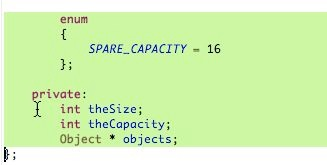 enum
{
SPARE_CAPACITY = 16
};
private:
int theSize;
int theCapacity;
Object * objects;
};